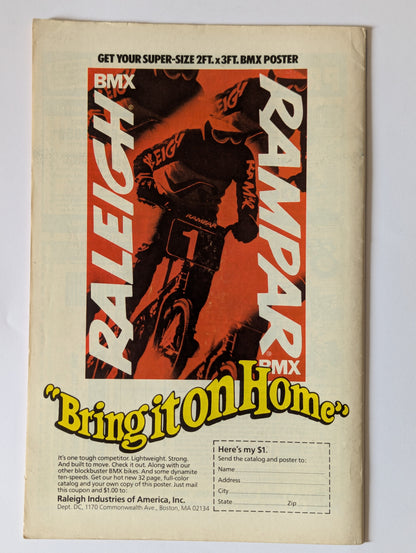 GET YOUR SUPER-SIZE 2FT. x 3FT. BMX POSTER
BMX
RALEIGH
RAMPAR
BMX
RALEIGH
RAMPAR
RAMPAR
1
"Bring it on Home"
It's one tough competitor. Lightweight. Strong.
And built to move. Check it out. Along with our
other blockbuster BMX bikes. And some dynamite
ten-speeds. Get our hot new 32 page, full-color
catalog and your own copy of this poster. Just mail
this coupon and $1.00 to:
Raleigh Industries of America, Inc.
Dept. DC, 1170 Commonwealth Ave., Boston, MA 02134
Here's my $1.
Send the catalog and poster to:
Name
Address
City
State Zip